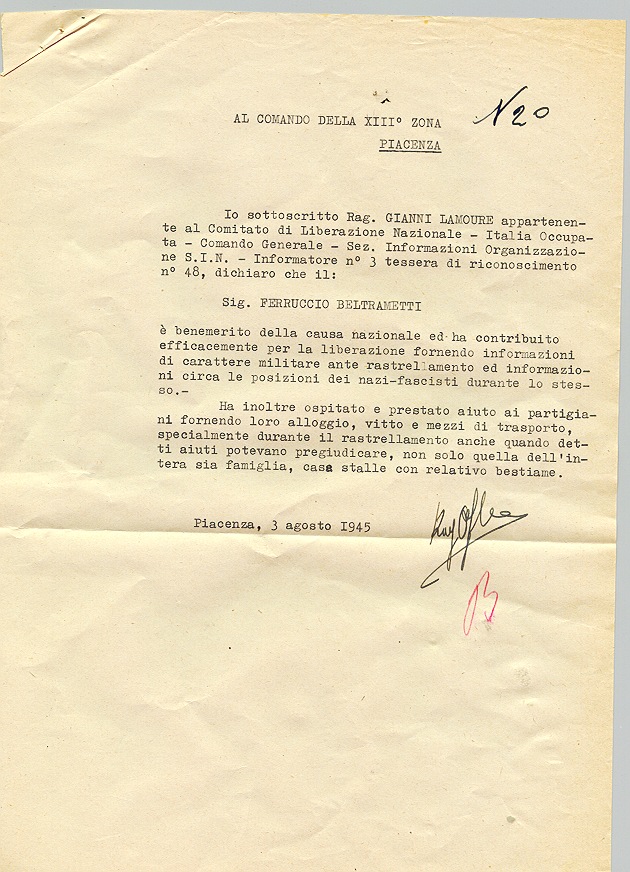 AL COMANDO DELLA XIII° ZONA
N 20
PIACENZA
Io sottoscritto Rag. GIANNI LAMOURE appartenen-
te al Comitato di Liberazione Nazionale - Italia Occupa-
ta - Comando Generale - Sez. Informazioni Organizzazio-
ne S.I.N. - Informatore n° 3 tessera di riconoscimento
n° 48, dichiaro che il:
Sig. FERRUCCIO BELTRAMETTI
è benemerito della causa nazionale ed ha contribuito
efficacemente per la liberazione fornendo informazioni
di carattere militare ante rastrellamento ed informazio-
ni circa le posizioni dei nazi-fascisti durante lo stes-
so.-
Ha inoltre ospitato e prestato aiuto ai partigia-
ni fornendo loro alloggio, vitto e mezzi di trasporto,
specialmente durante il rastrellamento anche quando det-
ti aiuti potevano pregiudicare, non solo quella dell'in-
tera sia famiglia, casa stalle con relativo bestiame.
Piacenza, 3 agosto 1945